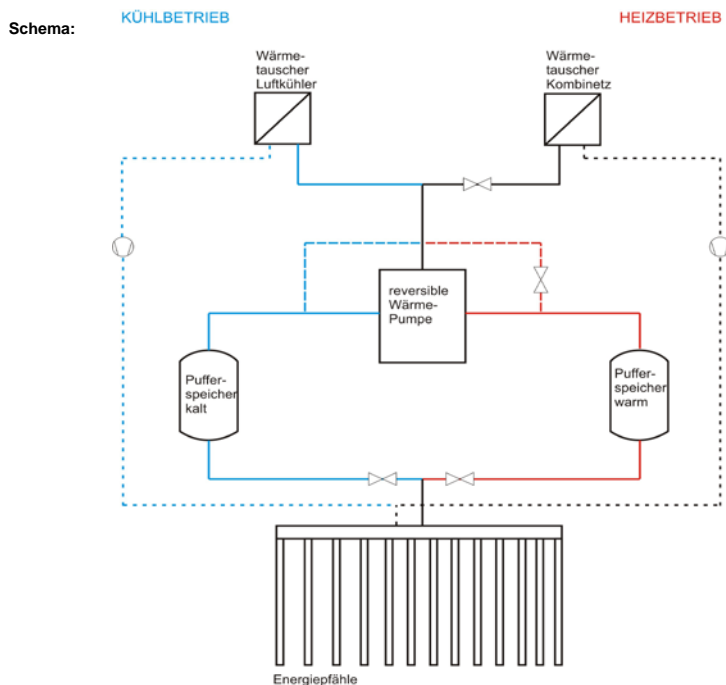 KÜHLBETRIEB
HEIZBETRIEB
Schema:
Wärme-
tauscher
Luftkühler
Wärme-
tauscher
Kombinetz
reversible
Wärme-
Pumpe
Puffer-
speicher
kalt
Puffer-
speicher
warm
Energiepfähle